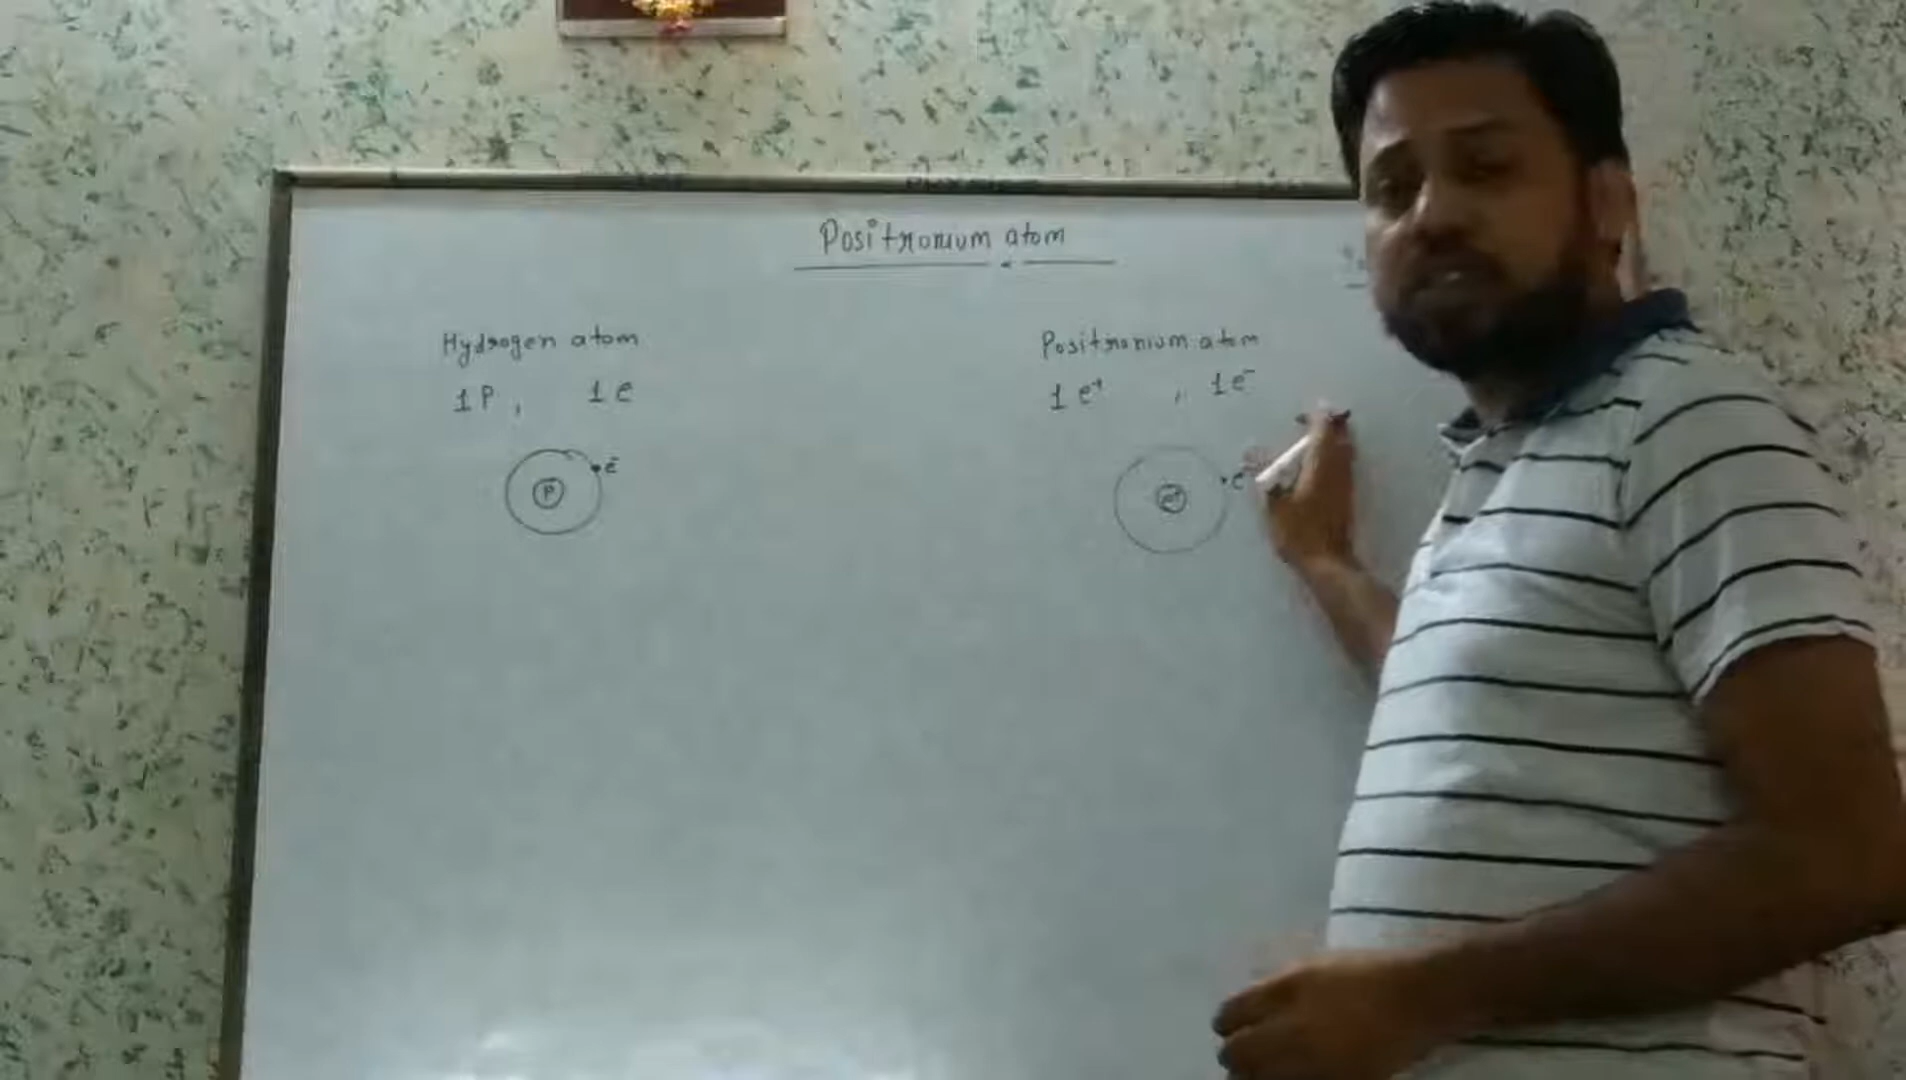 Positronium atom
Hydrogen atom
1P, 1e
P e⁻
Positronium atom
1e⁺, 1e⁻
e⁺ e